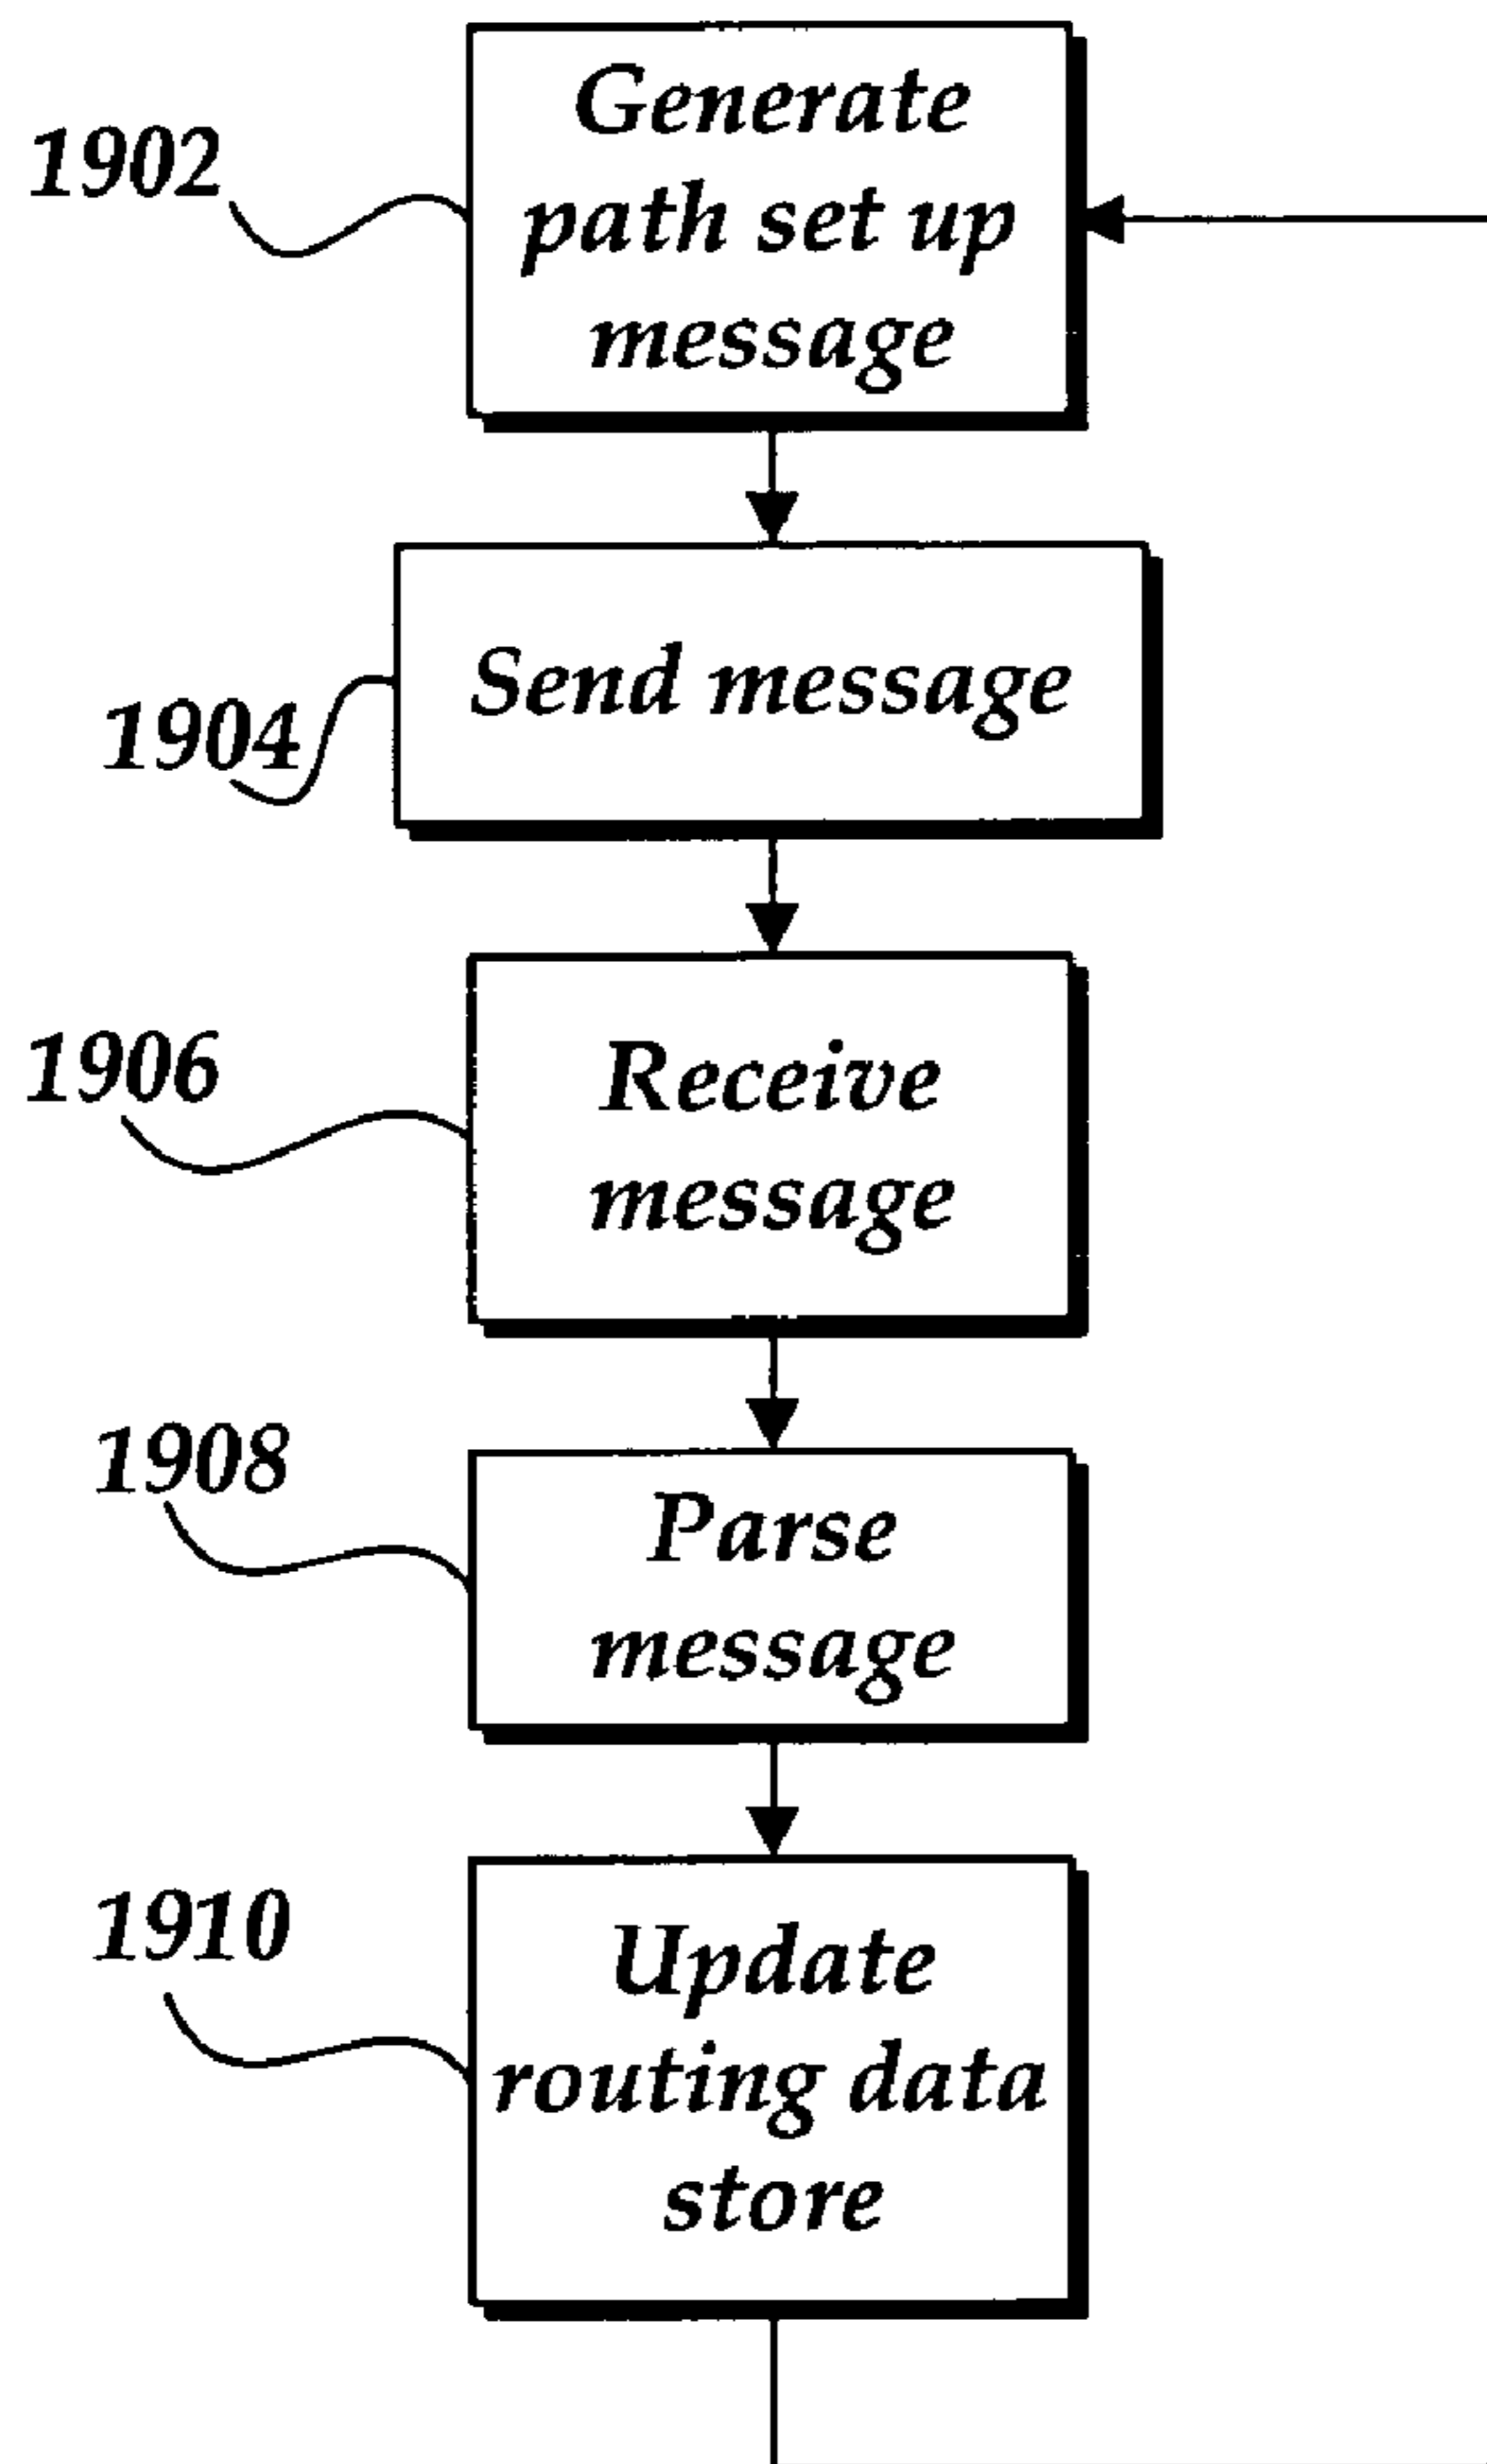 Generate
1902
path set up
message
Send message
1904
Receive
1906
message
1908
Parse
message
1910
Update
routing data
store